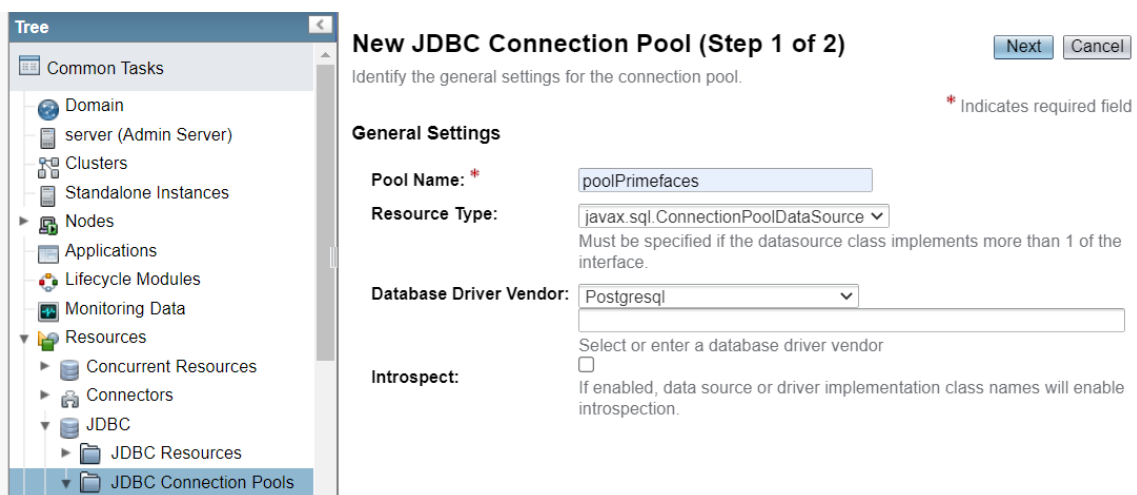 Tree
Common Tasks
Domain
server (Admin Server)
Clusters
Standalone Instances
Nodes
Applications
Lifecycle Modules
Monitoring Data
Resources
Concurrent Resources
Connectors
JDBC
JDBC Resources
JDBC Connection Pools
New JDBC Connection Pool (Step 1 of 2)
Next Cancel
Identify the general settings for the connection pool.
* Indicates required field
General Settings
Pool Name: * poolPrimefaces
Resource Type: javax.sql.ConnectionPoolDataSource
Must be specified if the datasource class implements more than 1 of the
interface.
Database Driver Vendor: Postgresql
Select or enter a database driver vendor
Introspect:
If enabled, data source or driver implementation class names will enable
introspection.